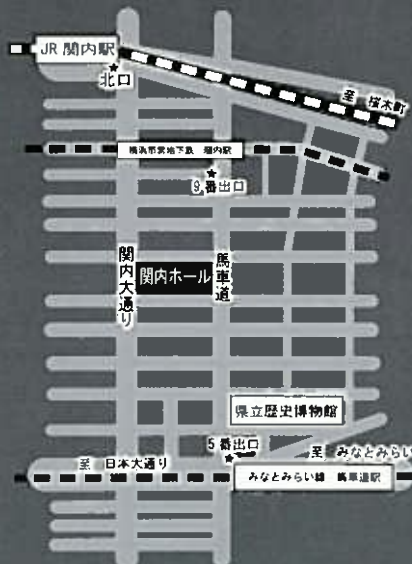 JR 関内駅
北口
至 桜木町
横浜市営地下鉄 関内駅
9番出口
関内大通り
関内ホール
馬車道
県立歴史博物館
5番出口
至 日本大通り
至 みなとみらい
みなとみらい線 馬車道駅